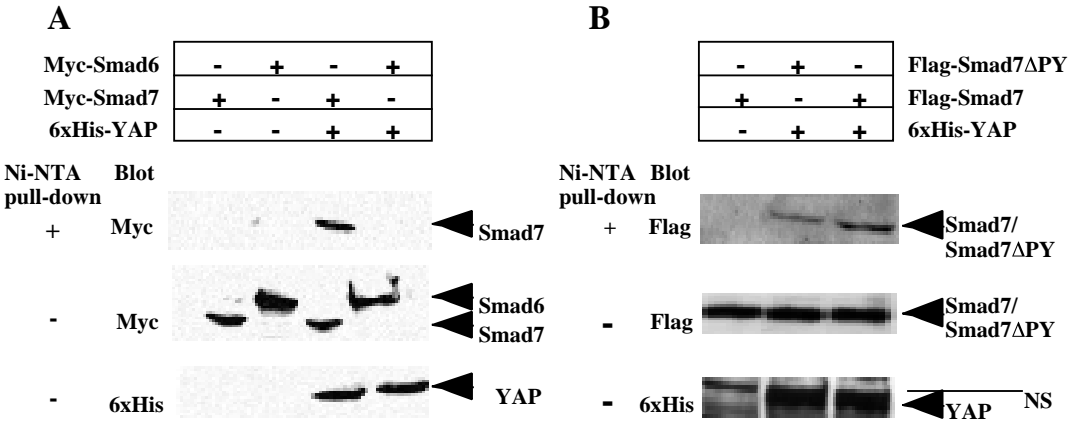 A
Myc-Smad6 - + - +
Myc-Smad7 + - + -
6xHis-YAP - - + +
Ni-NTA pull-down Blot
+ Myc Smad7
- Myc Smad6
Smad7
- 6xHis YAP
B
- + - Flag-Smad7ΔPY
+ - + Flag-Smad7
- + + 6xHis-YAP
Ni-NTA pull-down Blot
+ Flag Smad7/
Smad7ΔPY
- Flag Smad7/
Smad7ΔPY
- 6xHis YAP NS